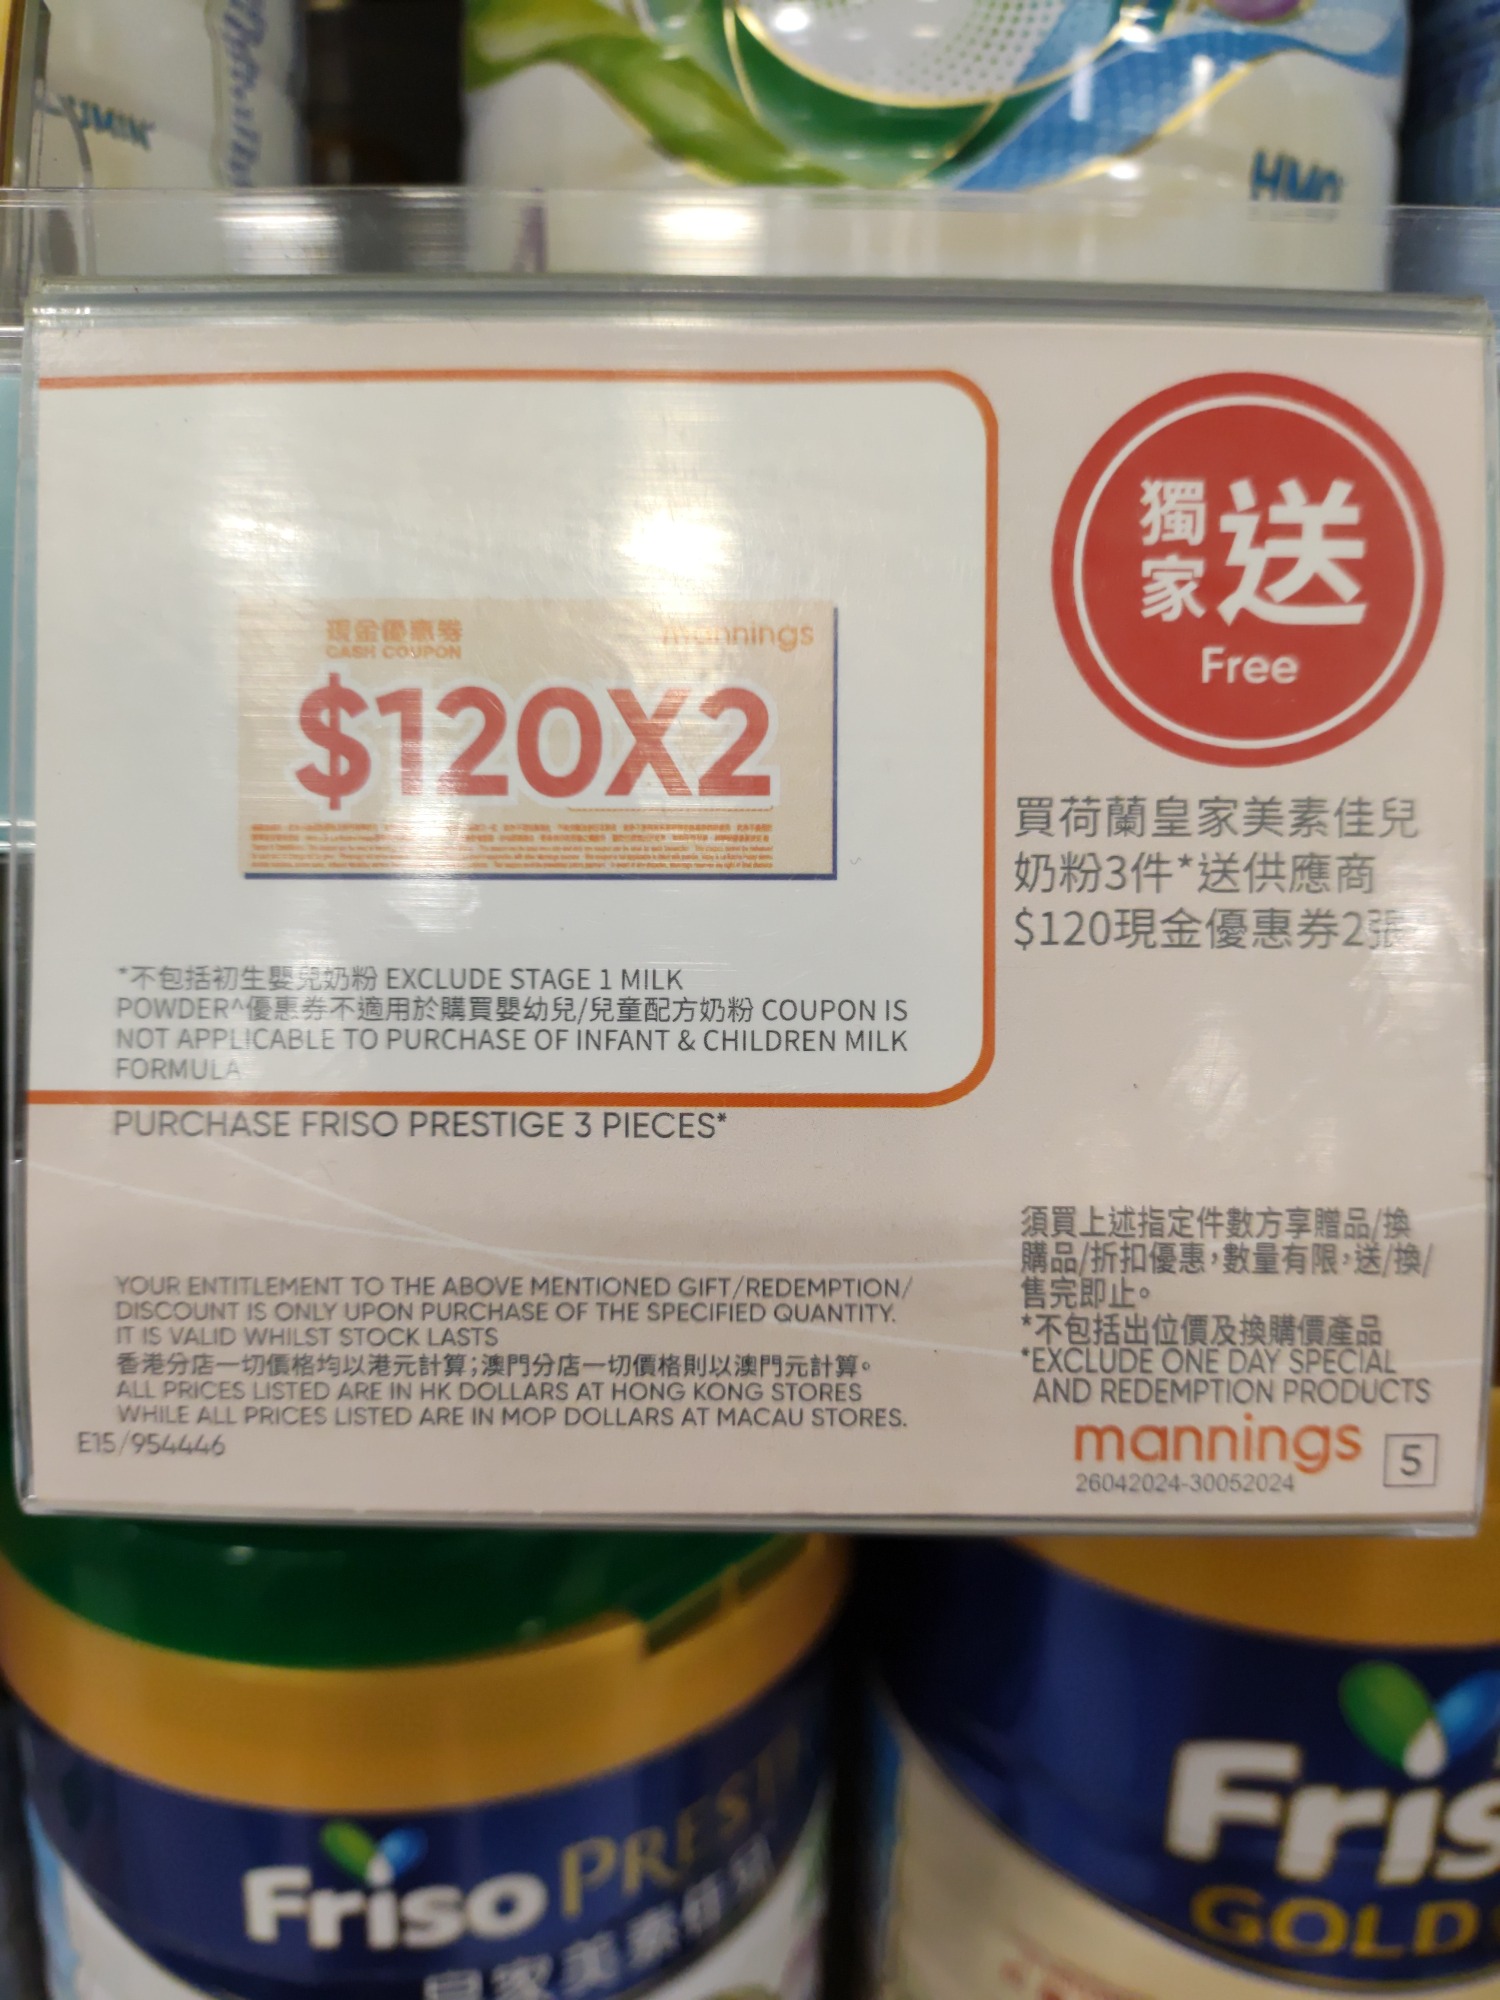 HMO
現金優惠券
CASH COUPON
mannings
$120X2
獨家送
Free
買荷蘭皇家美素佳兒
奶粉3件*送供應商
$120現金優惠券2張
*不包括初生嬰兒奶粉 EXCLUDE STAGE 1 MILK
POWDER^優惠券不適用於購買嬰幼兒/兒童配方奶粉 COUPON IS
NOT APPLICABLE TO PURCHASE OF INFANT & CHILDREN MILK
FORMULA
PURCHASE FRISO PRESTIGE 3 PIECES*
YOUR ENTITLEMENT TO THE ABOVE MENTIONED GIFT/REDEMPTION/
DISCOUNT IS ONLY UPON PURCHASE OF THE SPECIFIED QUANTITY.
IT IS VALID WHILST STOCK LASTS
香港分店一切價格均以港元計算;澳門分店一切價格則以澳門元計算。
ALL PRICES LISTED ARE IN HK DOLLARS AT HONG KONG STORES
WHILE ALL PRICES LISTED ARE IN MOP DOLLARS AT MACAU STORES.
E15/954446
須買上述指定件數方享贈品/換
購品/折扣優惠,數量有限,送/換/
售完即止。
*不包括出位價及換購價產品
*EXCLUDE ONE DAY SPECIAL
AND REDEMPTION PRODUCTS
mannings
26042024-30052024
5
Friso PREST
皇家美素佳兒
Fris
GOLD